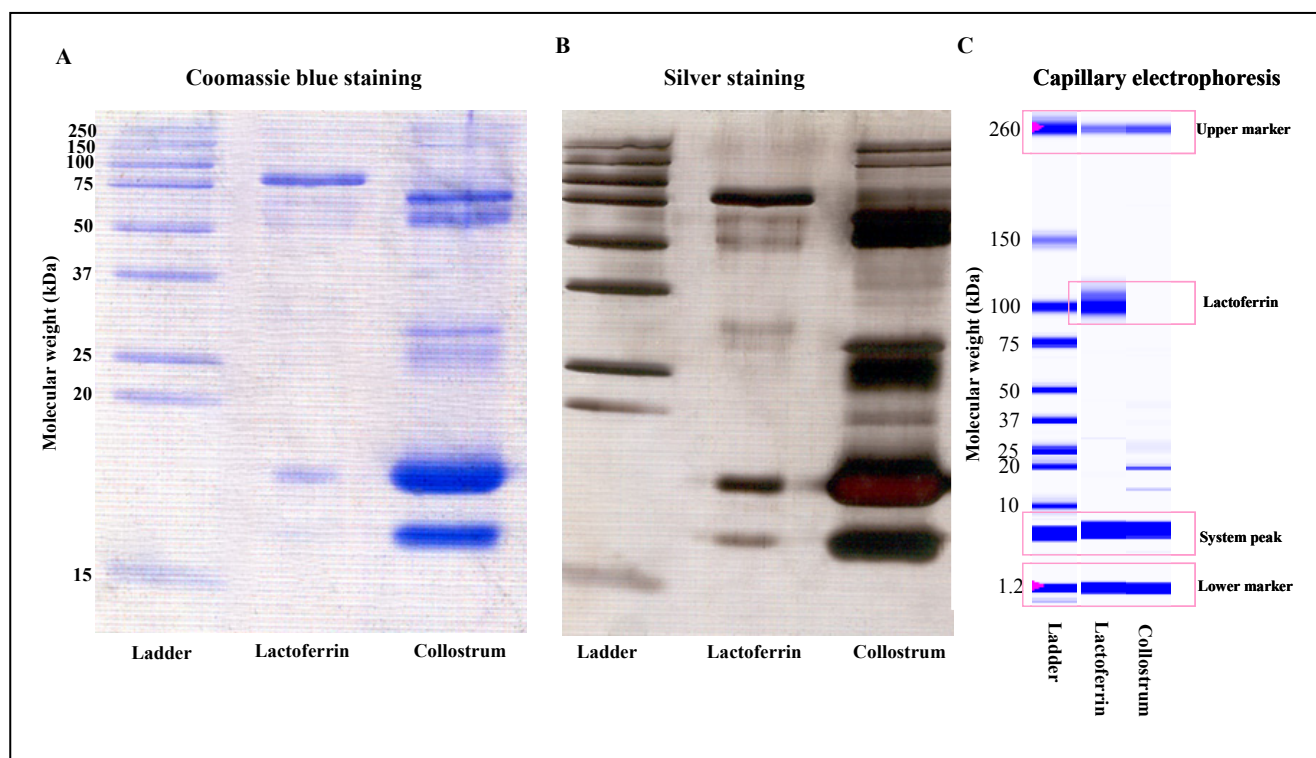 A
Coomassie blue staining
250
150
100
75
50
37
25
20
15
Molecular weight (kDa)
Ladder
Lactoferrin
Collostrum
B
Silver staining
Ladder
Lactoferrin
Collostrum
C
Capillary electrophoresis
260
150
100
75
50
37
25
20
10
1.2
Molecular weight (kDa)
Upper marker
Lactoferrin
System peak
Lower marker
Ladder
Lactoferrin
Collostrum